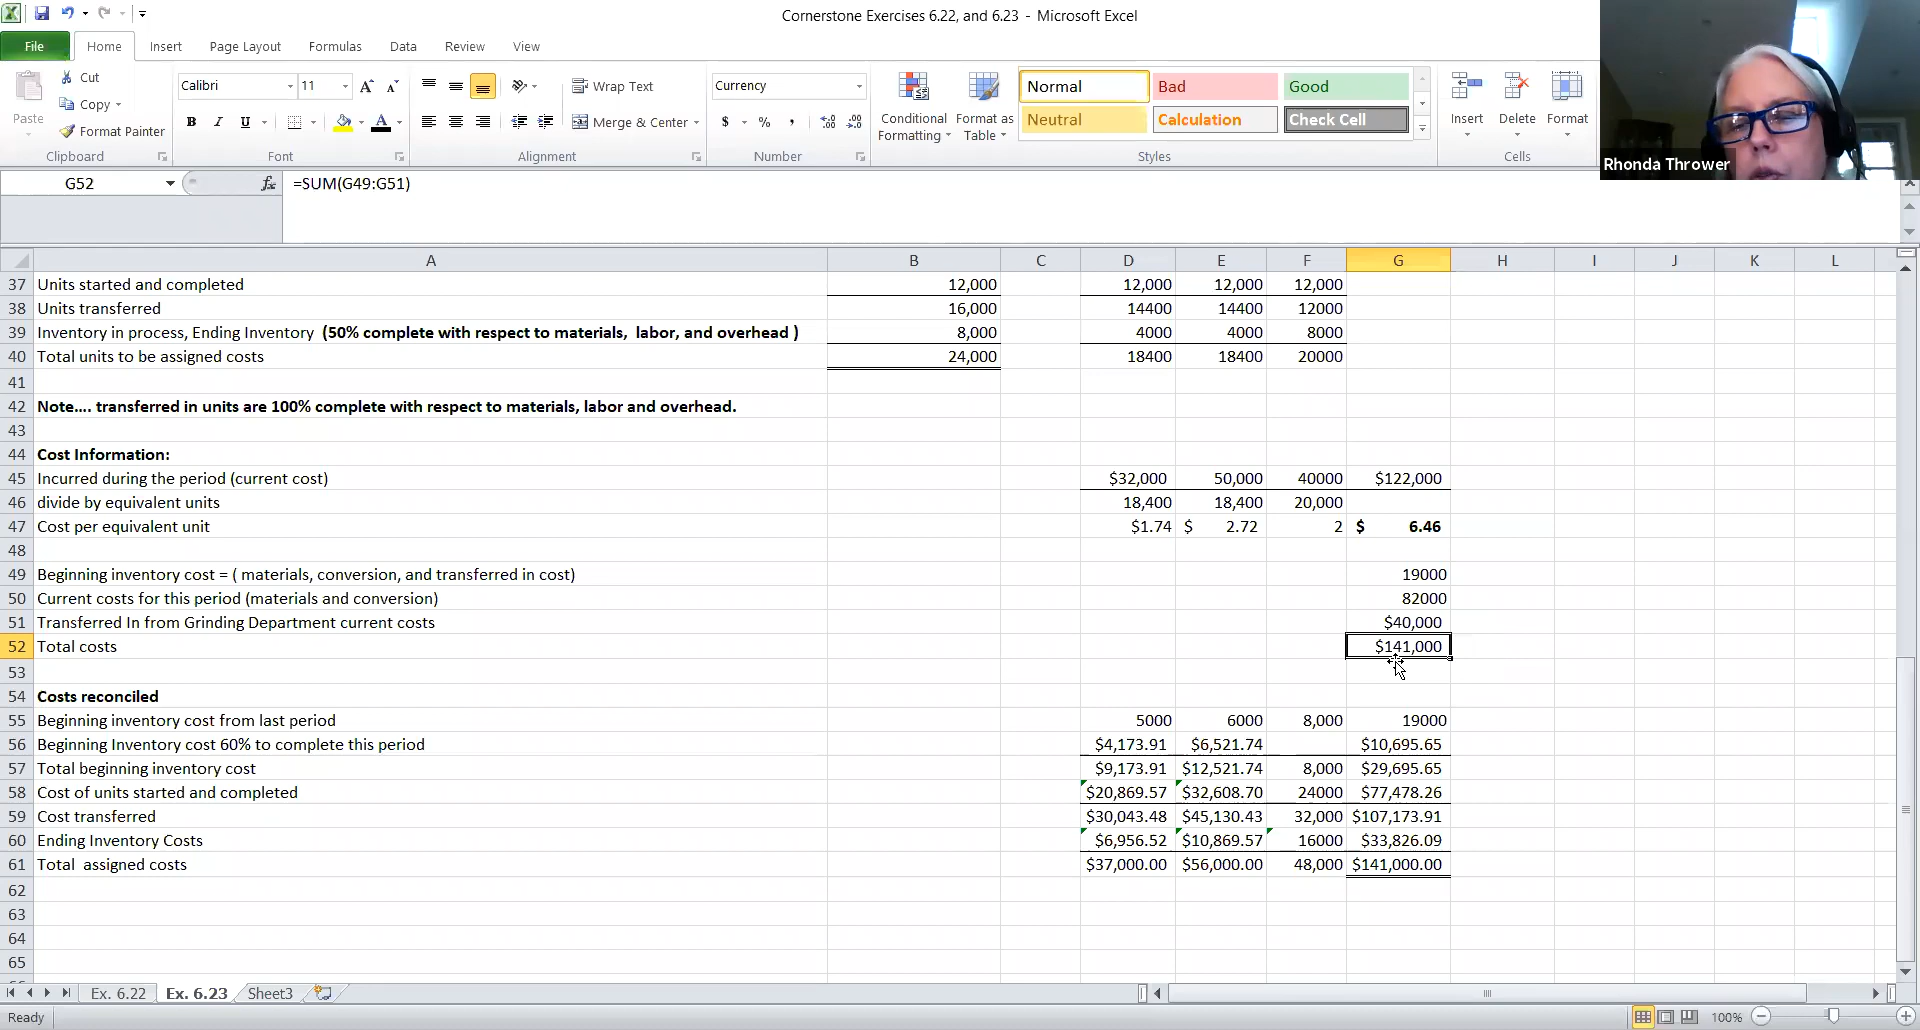 Cornerstone Exercises 6.22, and 6.23 - Microsoft Excel
File Home Insert Page Layout Formulas Data Review View
Paste Cut Copy Format Painter Clipboard
Calibri 11 A A B I U A Font
Wrap Text Merge & Center Alignment
Currency $ % , Number
Conditional Formatting Format as Table
Normal Bad Good
Neutral Calculation Check Cell
Styles
Insert Delete Format
Cells
Rhonda Thrower
G52 fx =SUM(G49:G51)
A B C D E F G H I J K L
37 Units started and completed 12,000 12,000 12,000 12,000
38 Units transferred 16,000 14400 14400 12000
39 Inventory in process, Ending Inventory (50% complete with respect to materials, labor, and overhead ) 8,000 4000 4000 8000
40 Total units to be assigned costs 24,000 18400 18400 20000
41
42 Note.... transferred in units are 100% complete with respect to materials, labor and overhead.
43
44 Cost Information:
45 Incurred during the period (current cost) $32,000 50,000 40000 $122,000
46 divide by equivalent units 18,400 18,400 20,000
47 Cost per equivalent unit $1.74 $ 2.72 2 $ 6.46
48
49 Beginning inventory cost = ( materials, conversion, and transferred in cost) 19000
50 Current costs for this period (materials and conversion) 82000
51 Transferred In from Grinding Department current costs $40,000
52 Total costs $141,000
53
54 Costs reconciled
55 Beginning inventory cost from last period 5000 6000 8,000 19000
56 Beginning Inventory cost 60% to complete this period $4,173.91 $6,521.74 $10,695.65
57 Total beginning inventory cost $9,173.91 $12,521.74 8,000 $29,695.65
58 Cost of units started and completed $20,869.57 $32,608.70 24000 $77,478.26
59 Cost transferred $30,043.48 $45,130.43 32,000 $107,173.91
60 Ending Inventory Costs $6,956.52 $10,869.57 16000 $33,826.09
61 Total assigned costs $37,000.00 $56,000.00 48,000 $141,000.00
62
63
64
65
Ex. 6.22 Ex. 6.23 Sheet3
Ready 100%